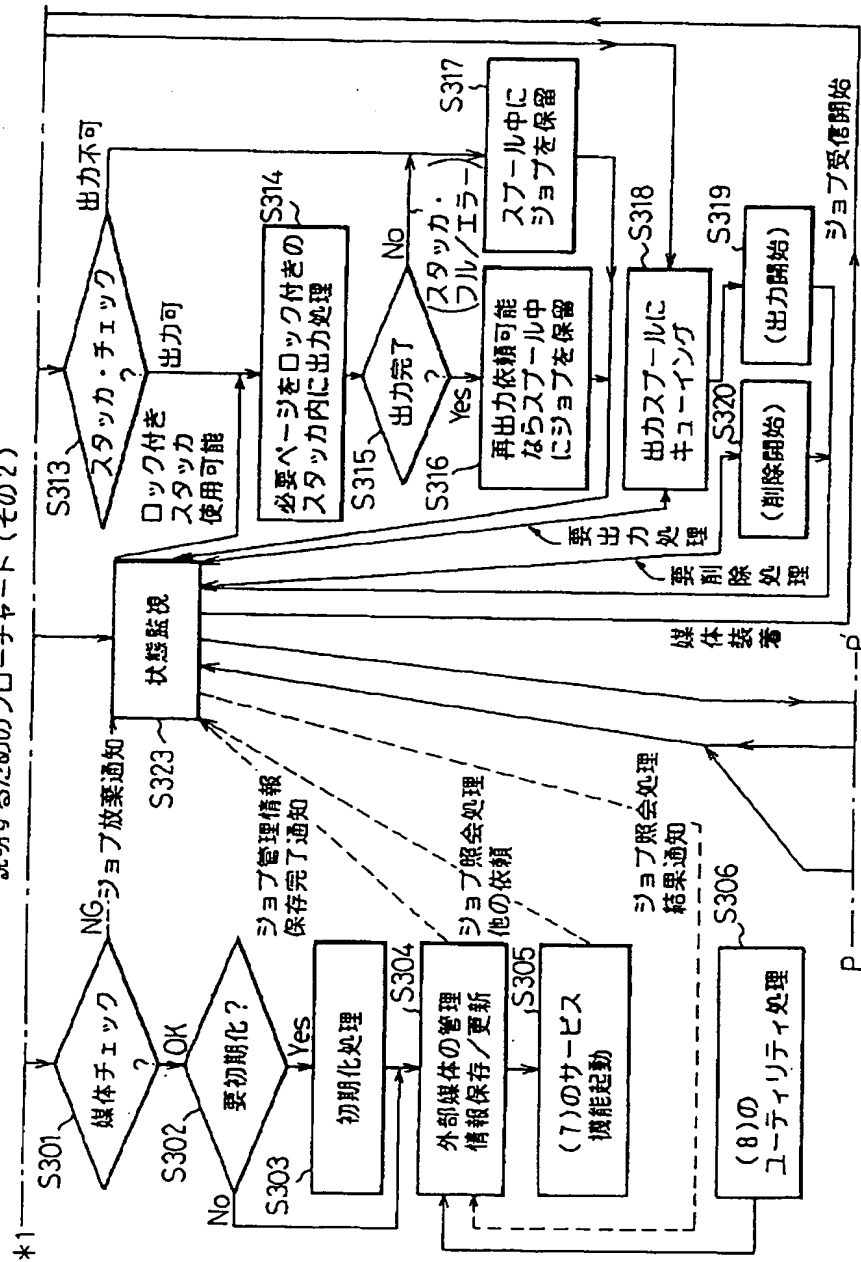 説明するためのフローチャート(その2)
*1
S301
媒体チェック
?
NG
ジョブ放棄通知
OK
S302
要初期化?
No
Yes
S303
初期化処理
S304
外部媒体の管理
情報保存/更新
S305
(7)のサービス
機能起動
S306
(8)の
ユーティリティ処理
ジョブ管理情報
保存完了通知
ジョブ照会処理
他の依頼
ジョブ照会処理
結果通知
S323
状態監視
S313
スタッカ・チェック
?
出力不可
出力可
ロック付き
スタッカ
使用可能
S314
必要ページをロック付きの
スタッカ内に出力処理
S315
出力完了
?
No
(スタッカ・
フル/エラー)
Yes
S316
再出力依頼可能
ならスプール中
にジョブを保留
S317
スプール中に
ジョブを保留
S318
出力スプールに
キューイング
S319
(出力開始)
S320
(削除開始)
要出力処理
要削除処理
媒体装着
ジョブ受信開始
P
P'